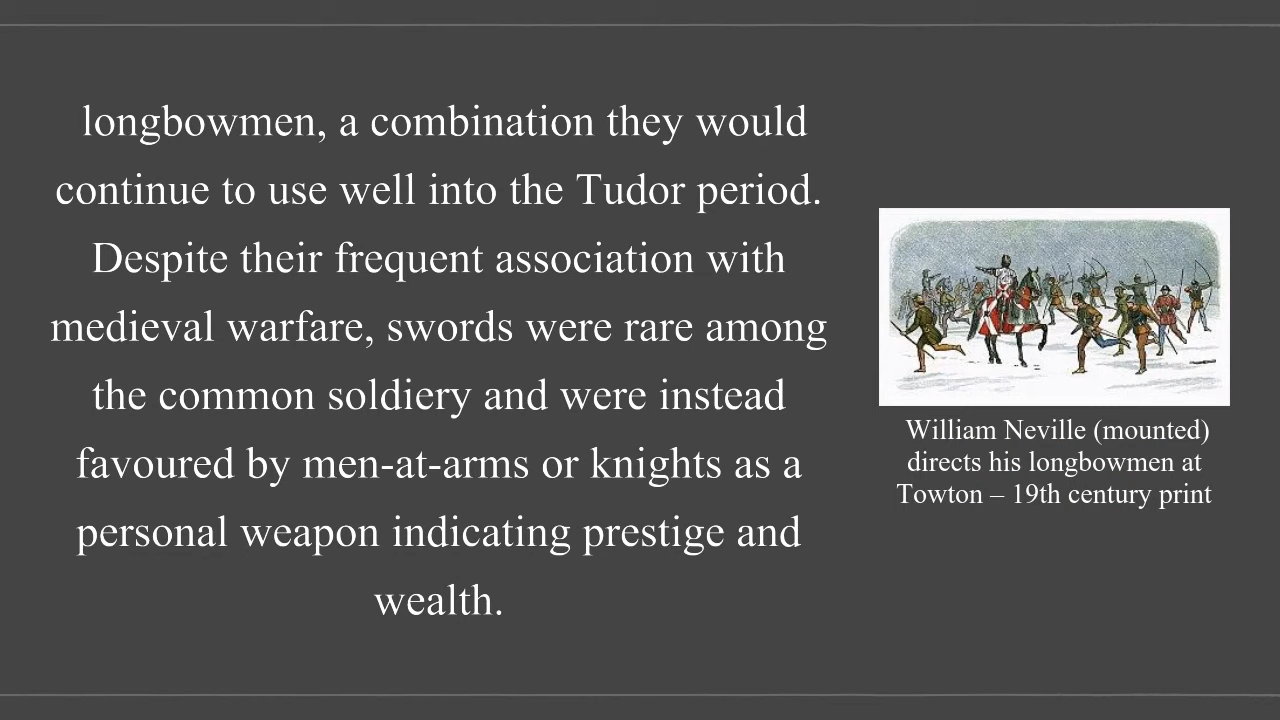 longbowmen, a combination they would
continue to use well into the Tudor period.
Despite their frequent association with
medieval warfare, swords were rare among
the common soldiery and were instead
favoured by men-at-arms or knights as a
personal weapon indicating prestige and
wealth.
William Neville (mounted)
directs his longbowmen at
Towton – 19th century print